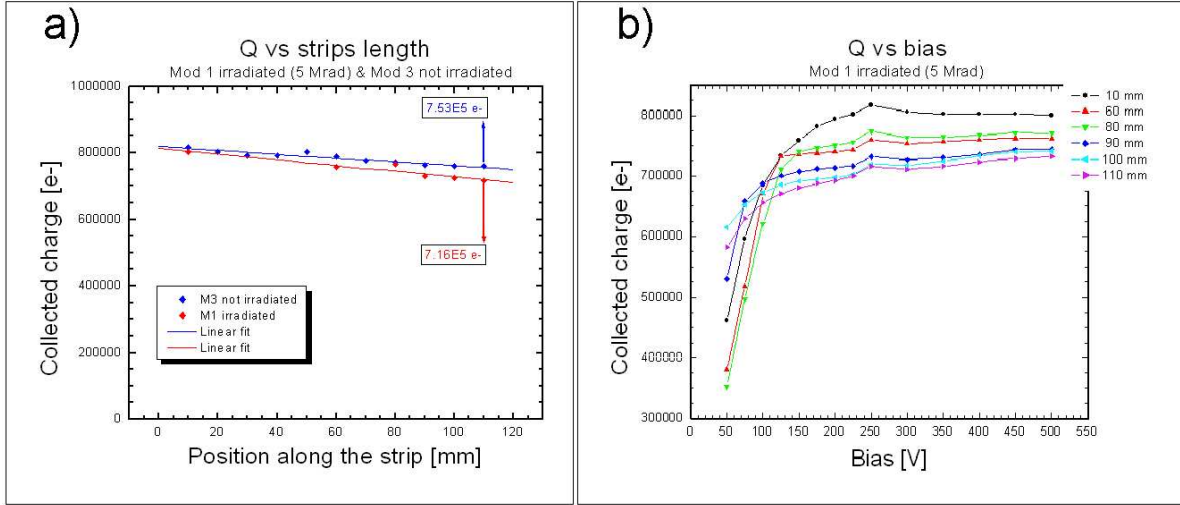 a)
Q vs strips length
Mod 1 irradiated (5 Mrad) & Mod 3 not irradiated
1000000
800000
600000
400000
200000
0
Collected charge [e-]
7.53E5 e-
7.16E5 e-
M3 not irradiated
M1 irradiated
Linear fit
Linear fit
0 20 40 60 80 100 120
Position along the strip [mm]
b)
Q vs bias
Mod 1 irradiated (5 Mrad)
800000
700000
600000
500000
400000
300000
Collected charge [e-]
10 mm
60 mm
80 mm
90 mm
100 mm
110 mm
0 50 100 150 200 250 300 350 400 450 500 550
Bias [V]